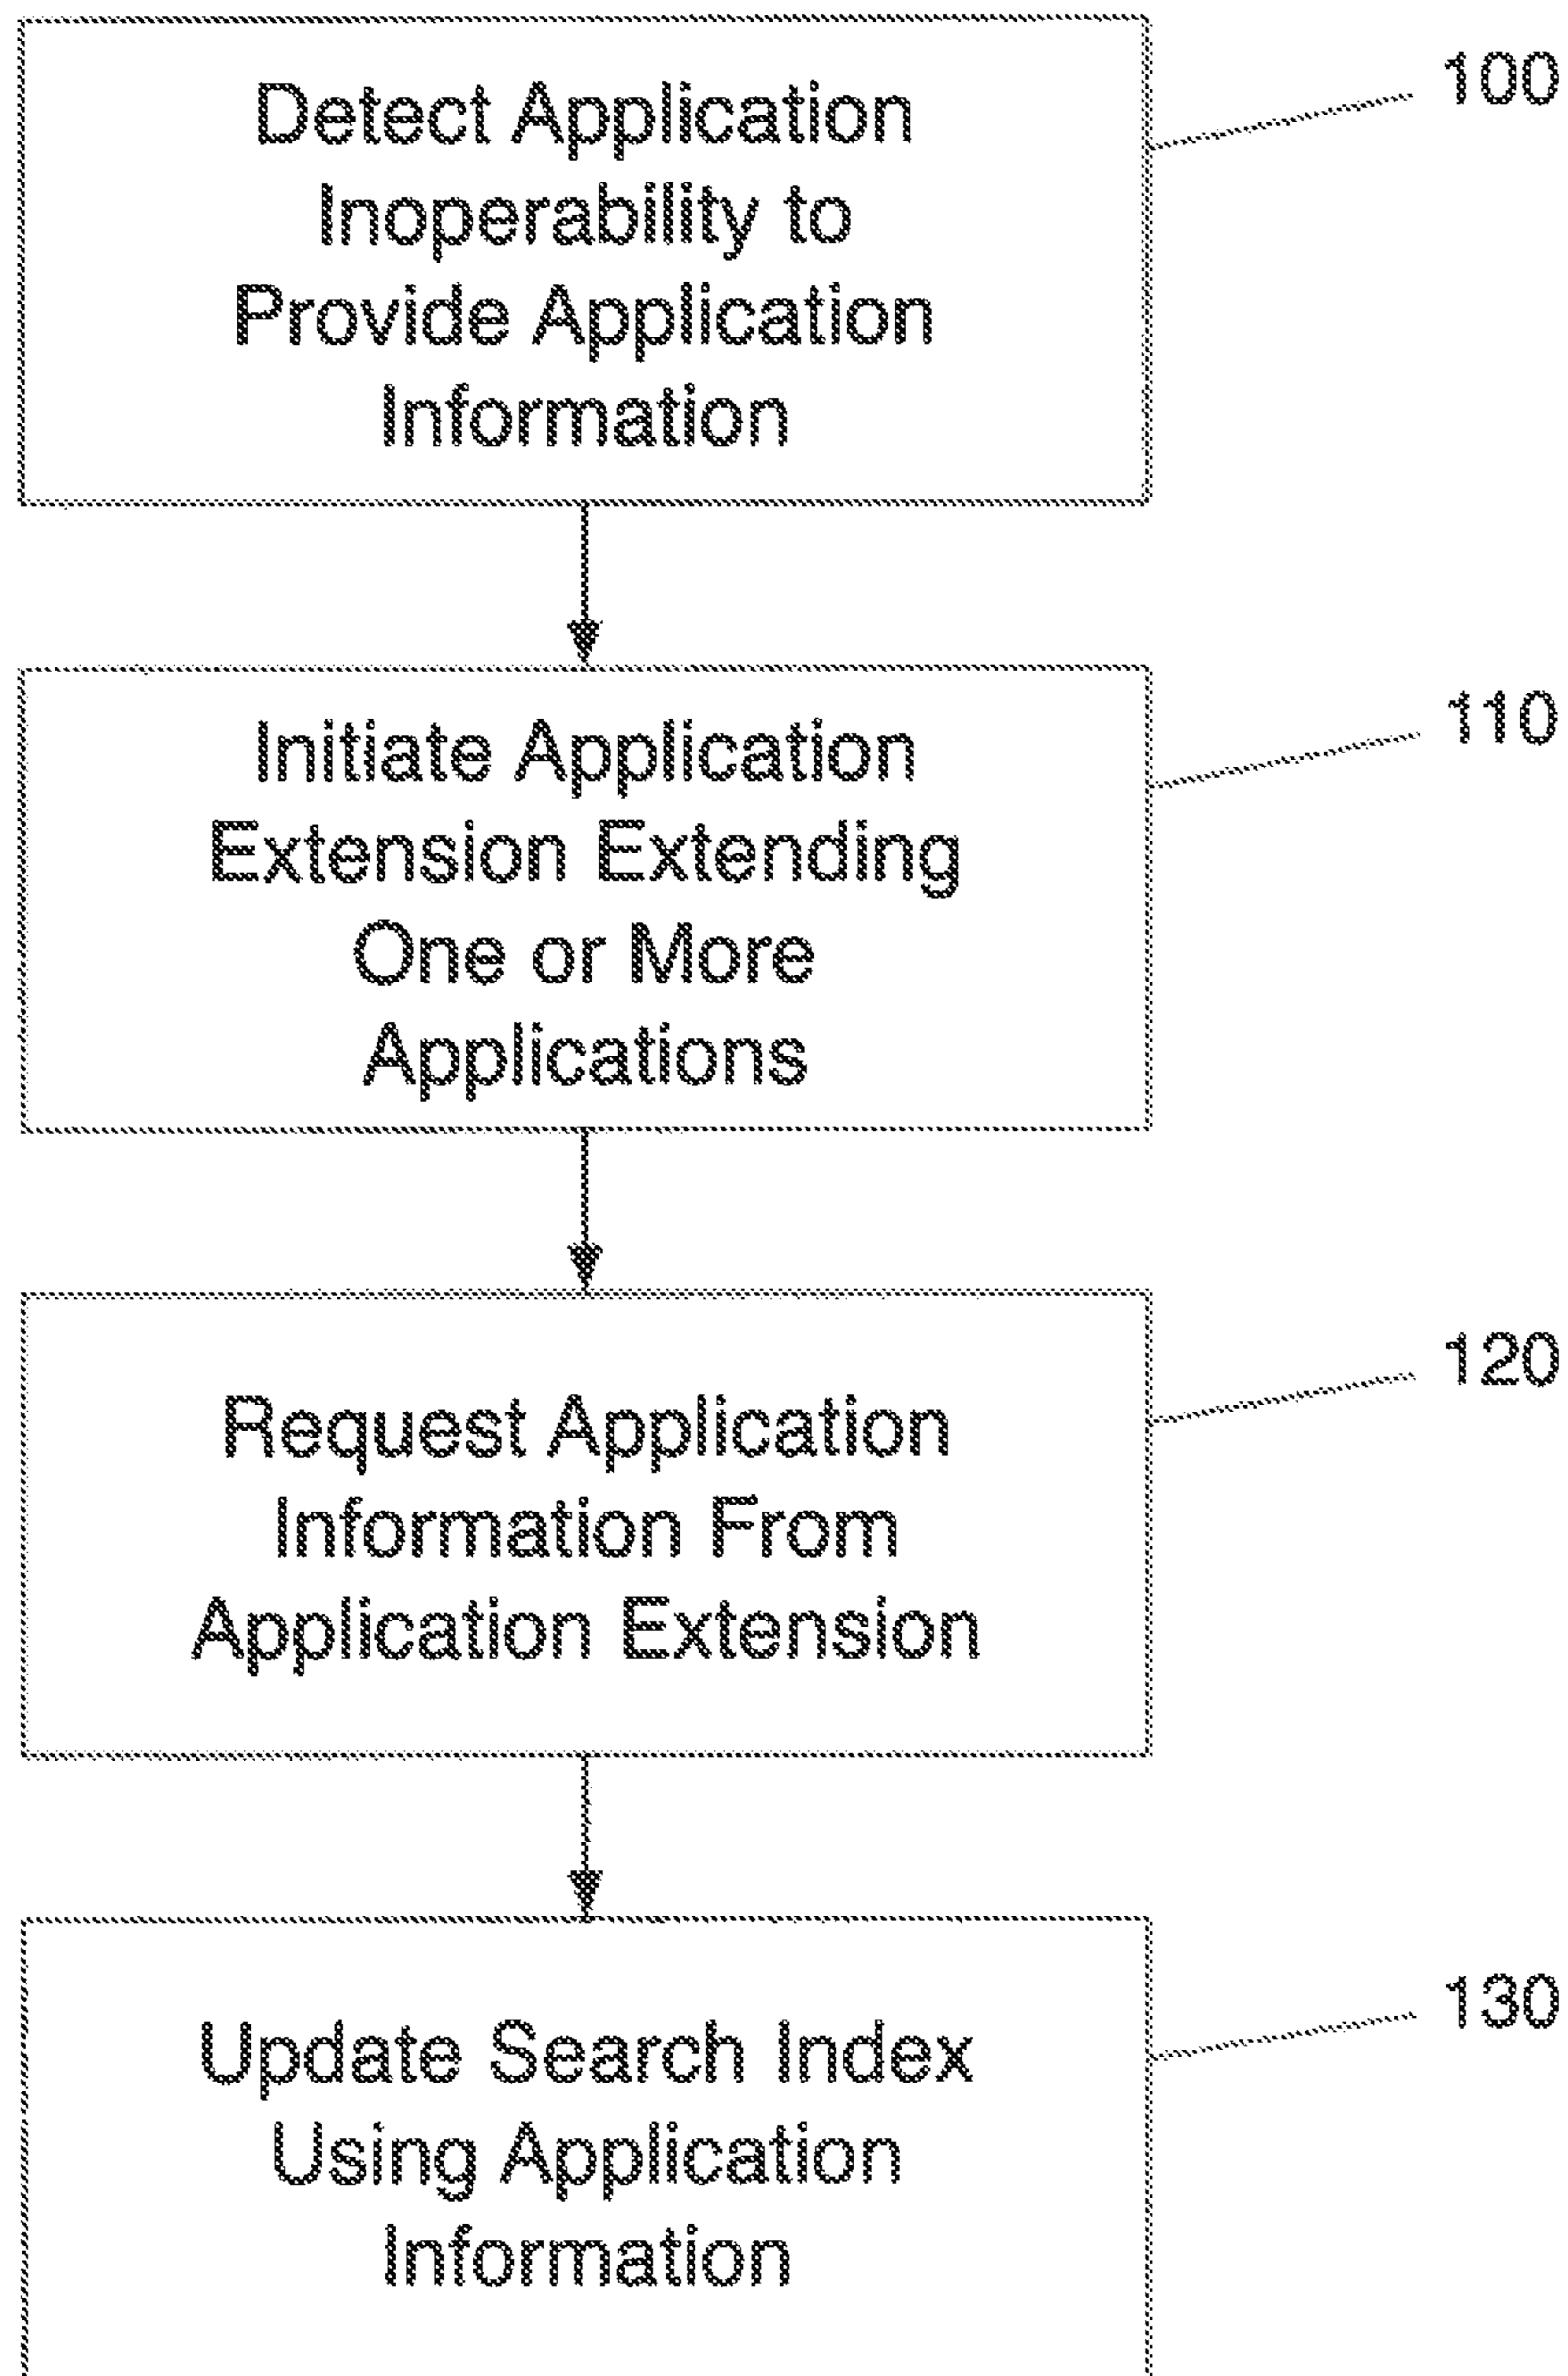 Detect Application
Inoperability to
Provide Application
Information
100
Initiate Application
Extension Extending
One or More
Applications
110
Request Application
Information From
Application Extension
120
Update Search Index
Using Application
Information
130